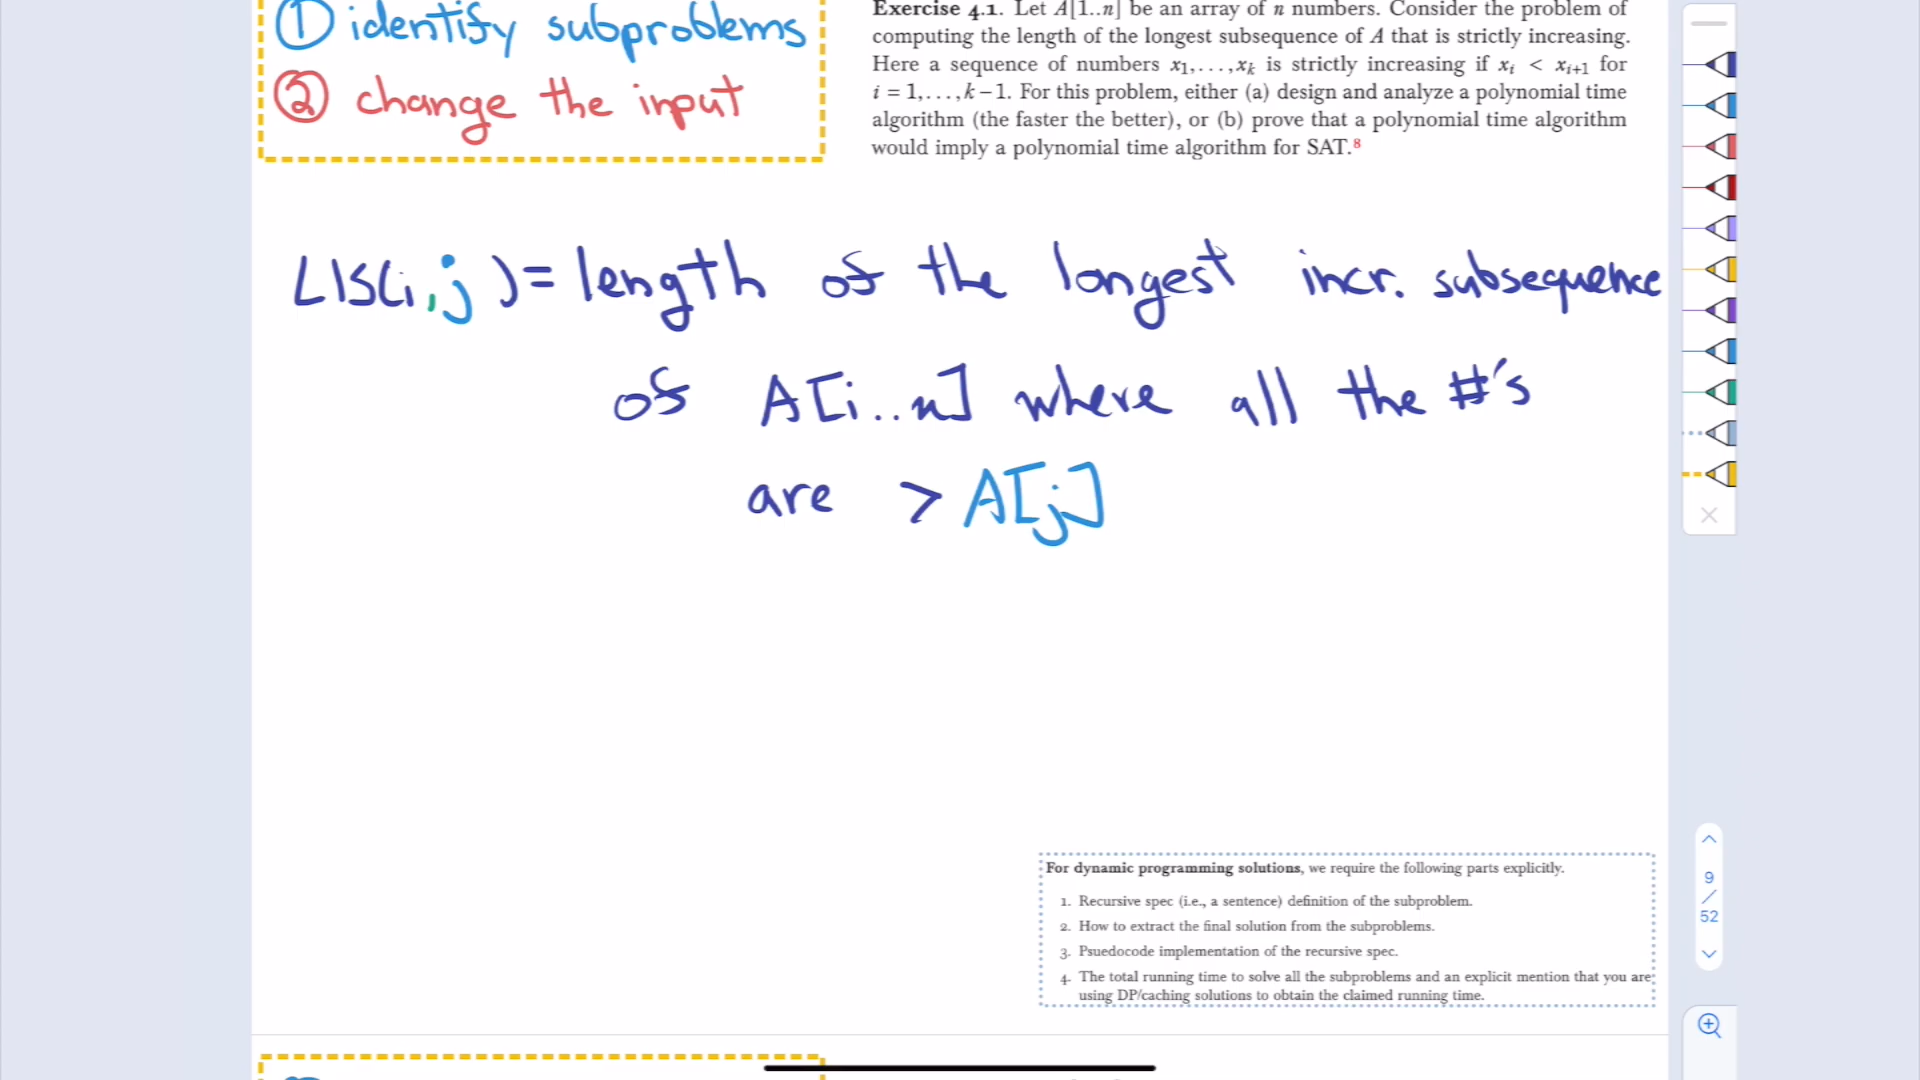 ① identify subproblems
② change the input
Exercise 4.1. Let A[1..n] be an array of n numbers. Consider the problem of
computing the length of the longest subsequence of A that is strictly increasing.
Here a sequence of numbers x₁,...,xₖ is strictly increasing if xᵢ < xᵢ₊₁ for
i = 1,...,k−1. For this problem, either (a) design and analyze a polynomial time
algorithm (the faster the better), or (b) prove that a polynomial time algorithm
would imply a polynomial time algorithm for SAT.⁸
LIS(i,j) = length of the longest incr. subsequence
of A[i..n] where all the #'s
are > A[j]
For dynamic programming solutions, we require the following parts explicitly.
1. Recursive spec (i.e., a sentence) definition of the subproblem.
2. How to extract the final solution from the subproblems.
3. Psuedocode implementation of the recursive spec.
4. The total running time to solve all the subproblems and an explicit mention that you are
using DP/caching solutions to obtain the claimed running time.
9
/
52